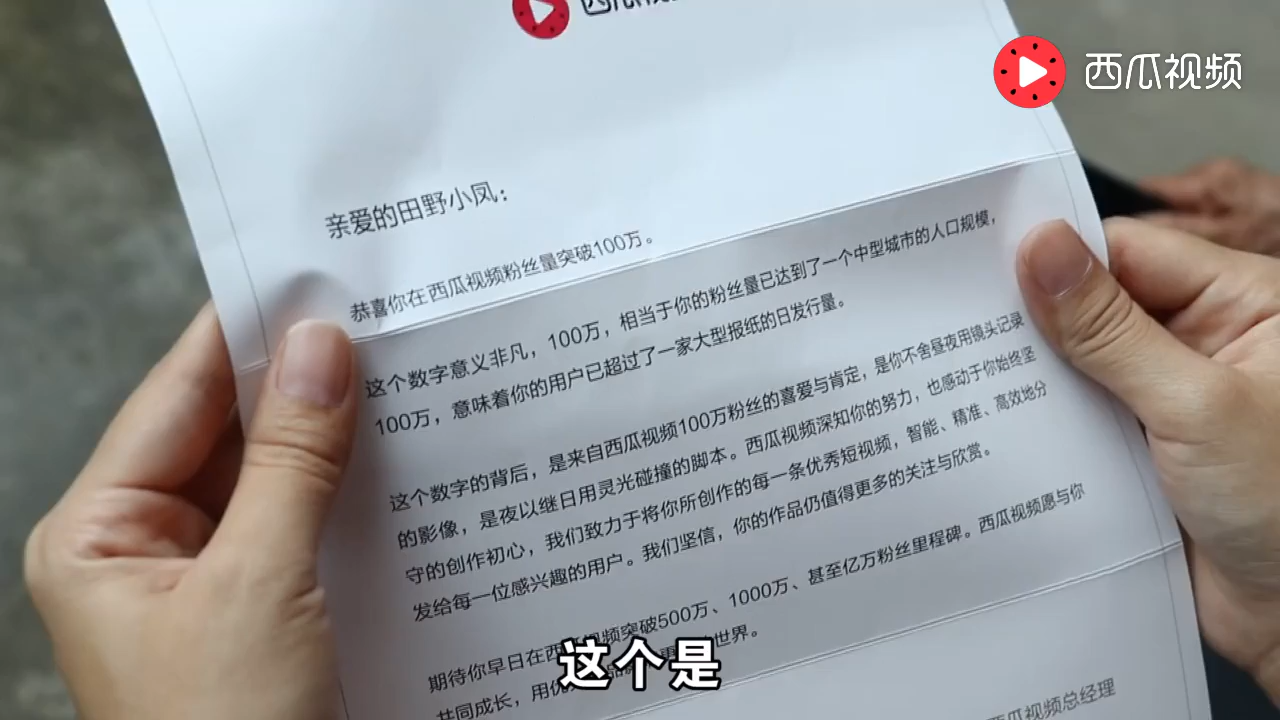 西瓜视频
亲爱的田野小凤：
恭喜你在西瓜视频粉丝量突破100万。
这个数字意义非凡，100万，相当于你的粉丝量已达到了一个中型城市的人口规模，
100万，意味着你的用户已超过了一家大型报纸的日发行量。
这个数字的背后，是来自西瓜视频100万粉丝的喜爱与肯定，是你不舍昼夜用镜头记录
的影像，是夜以继日用灵光碰撞的脚本。西瓜视频深知你的努力，也感动于你始终坚
守的创作初心，我们致力于将你所创作的每一条优秀短视频，智能、精准、高效地分
发给每一位感兴趣的用户。我们坚信，你的作品仍值得更多的关注与欣赏。
期待你早日在西瓜视频突破500万、1000万、甚至亿万粉丝里程碑。西瓜视频愿与你
共同成长，用优 世界。
西瓜视频总经理
这个是